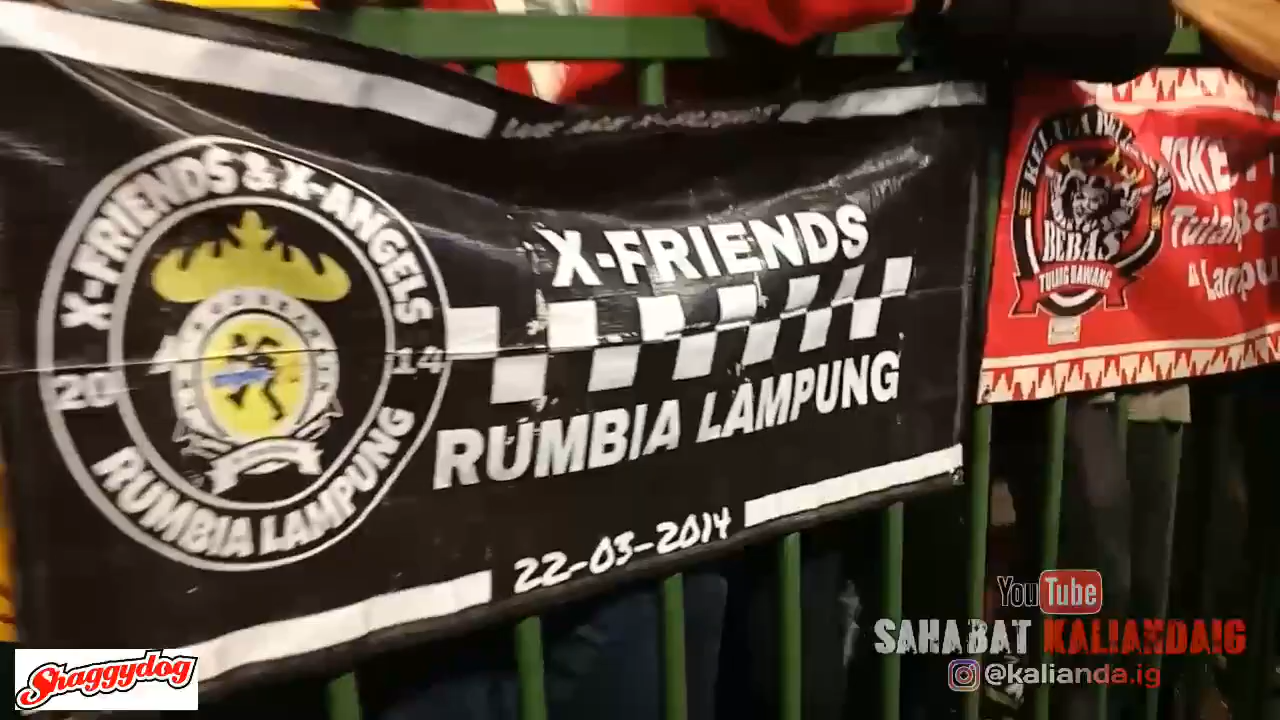 X-FRIENDS & X-ANGELS
20 14
RUMBIA LAMPUNG
X-FRIENDS
RUMBIA LAMPUNG
22-03-2014
BEBAS
TULANG BAWANG
Lampu
YouTube
SAHABAT KALIANDAIG
@kalianda.ig
Shaggydog